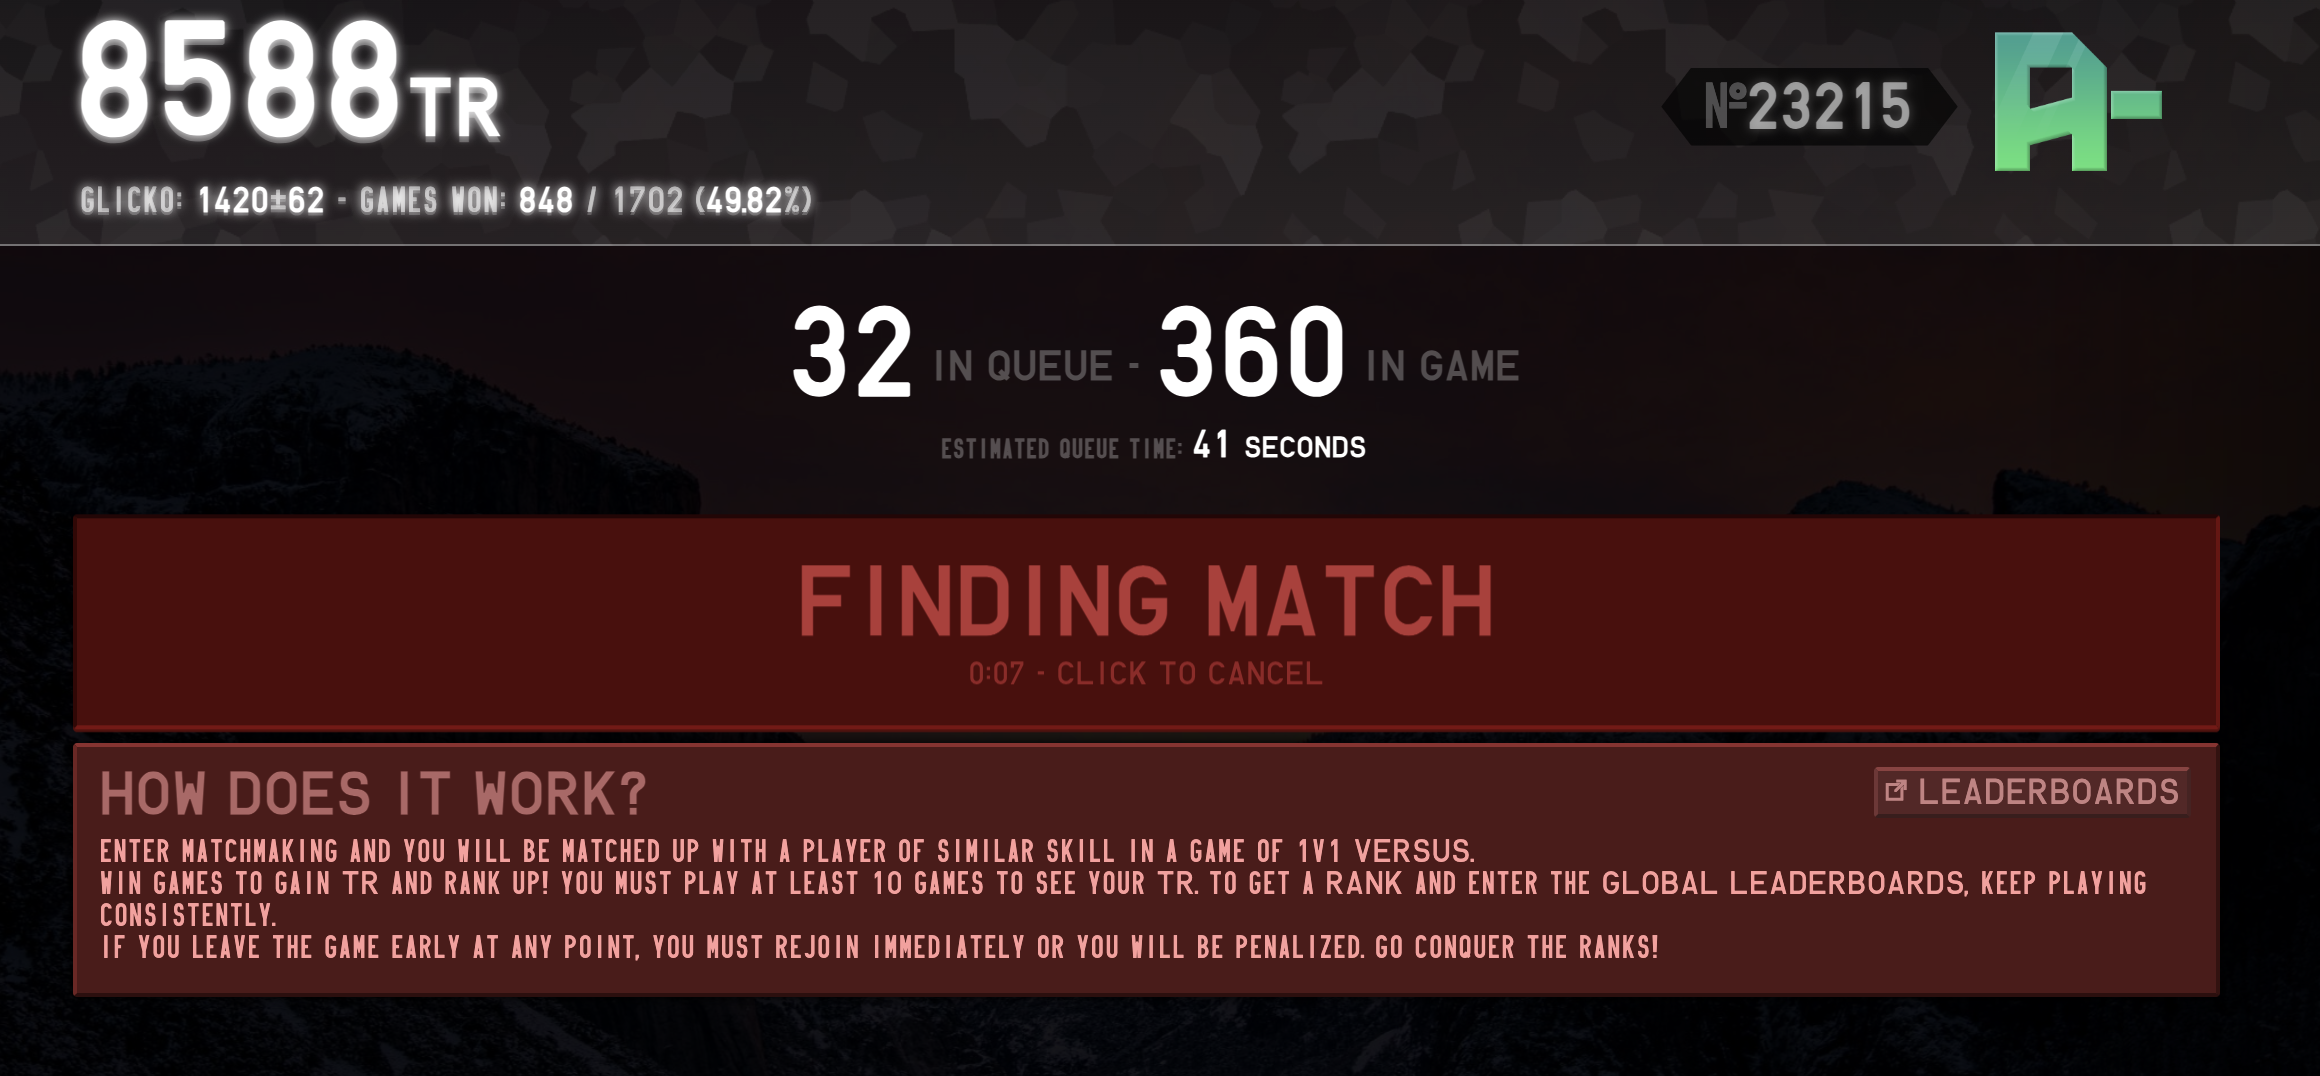 8588TR
№23215
A-
GLICKO: 1420±62 - GAMES WON: 848 / 1702 (49.82%)
32 IN QUEUE - 360 IN GAME
ESTIMATED QUEUE TIME: 41 SECONDS
FINDING MATCH
0:07 - CLICK TO CANCEL
HOW DOES IT WORK?
LEADERBOARDS
ENTER MATCHMAKING AND YOU WILL BE MATCHED UP WITH A PLAYER OF SIMILAR SKILL IN A GAME OF 1V1 VERSUS.
WIN GAMES TO GAIN TR AND RANK UP! YOU MUST PLAY AT LEAST 10 GAMES TO SEE YOUR TR. TO GET A RANK AND ENTER THE GLOBAL LEADERBOARDS, KEEP PLAYING
CONSISTENTLY.
IF YOU LEAVE THE GAME EARLY AT ANY POINT, YOU MUST REJOIN IMMEDIATELY OR YOU WILL BE PENALIZED. GO CONQUER THE RANKS!